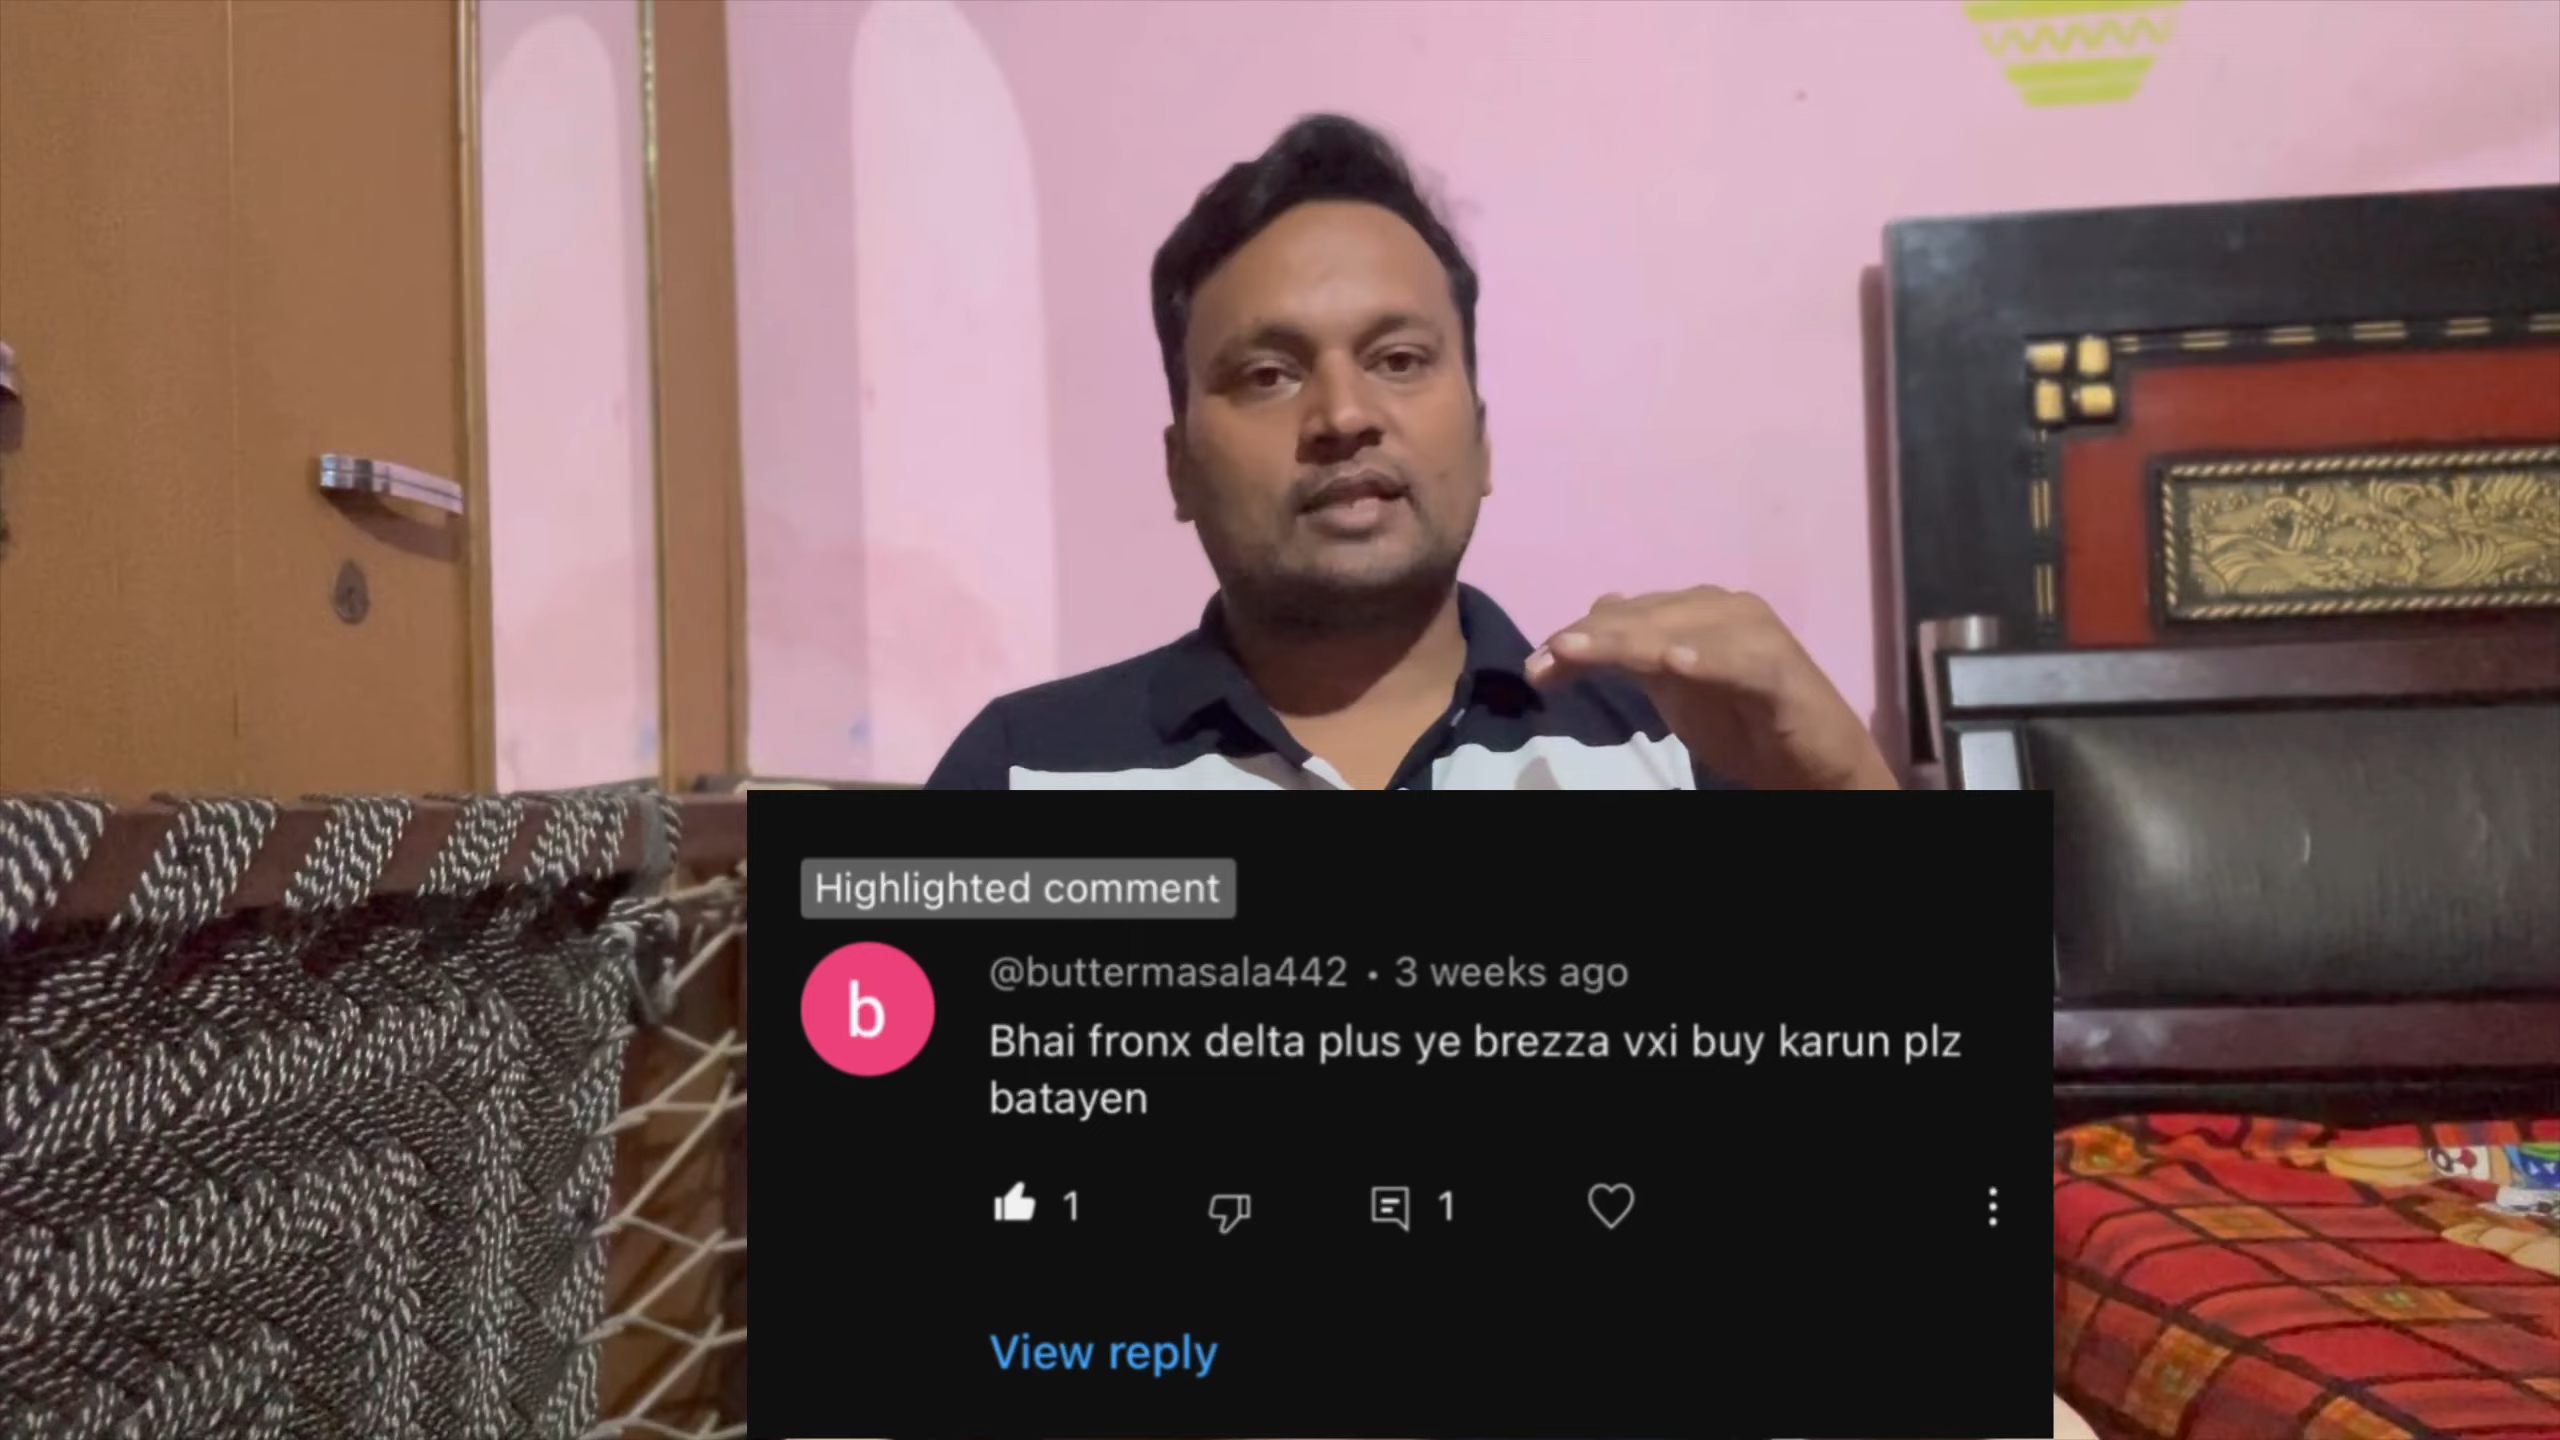 Highlighted comment
b
@buttermasala442 • 3 weeks ago
Bhai fronx delta plus ye brezza vxi buy karun plz
batayen
1
1
View reply